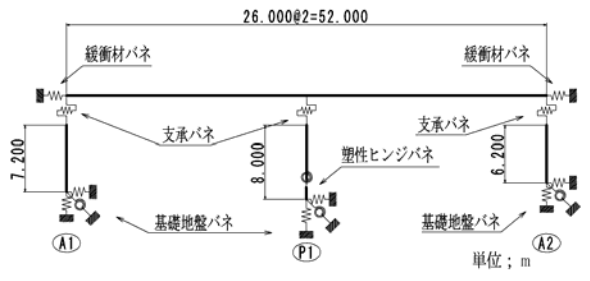 26.000@2=52.000
緩衝材バネ
緩衝材バネ
支承バネ
支承バネ
7.200
8.000
塑性ヒンジバネ
6.200
基礎地盤バネ
基礎地盤バネ
A1
P1
A2
単位；m